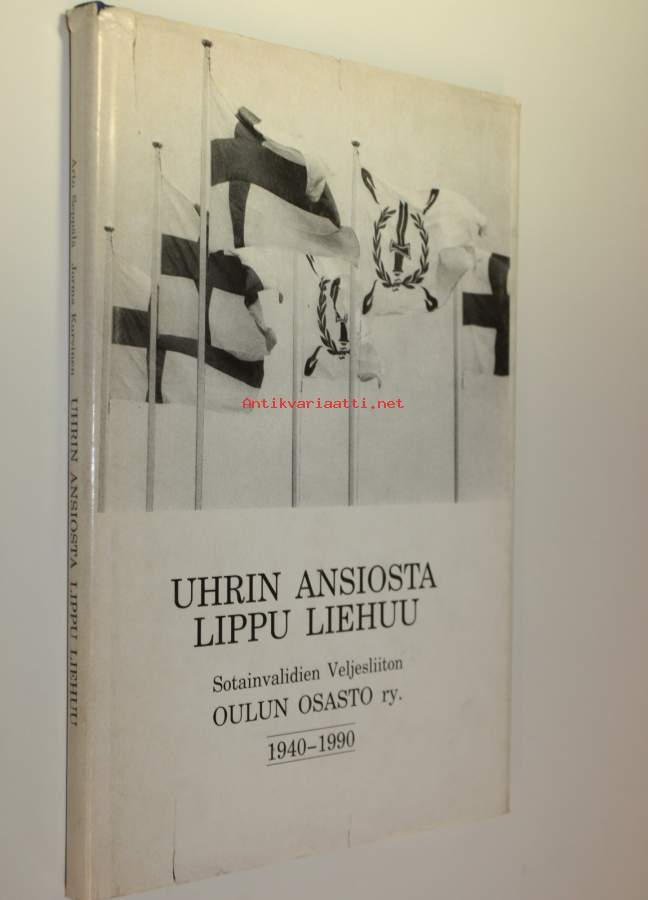 Arto Seppälä Jorma Korvinen UHRIN ANSIOSTA LIPPU LIEHUU
Antikvariaatti.net
UHRIN ANSIOSTA
LIPPU LIEHUU
Sotainvalidien Veljesliiton
OULUN OSASTO ry.
1940–1990